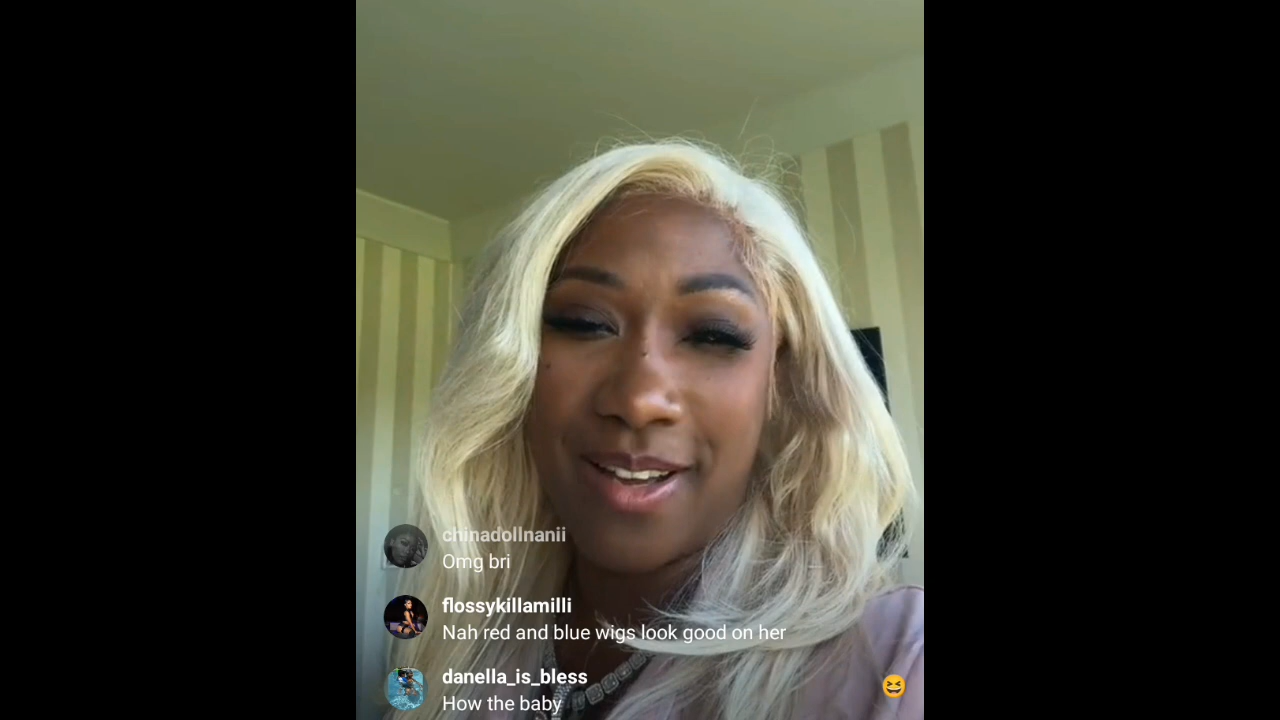 chinadollnanii
Omg bri
flossykillamilli
Nah red and blue wigs look good on her
danella_is_bless
How the baby